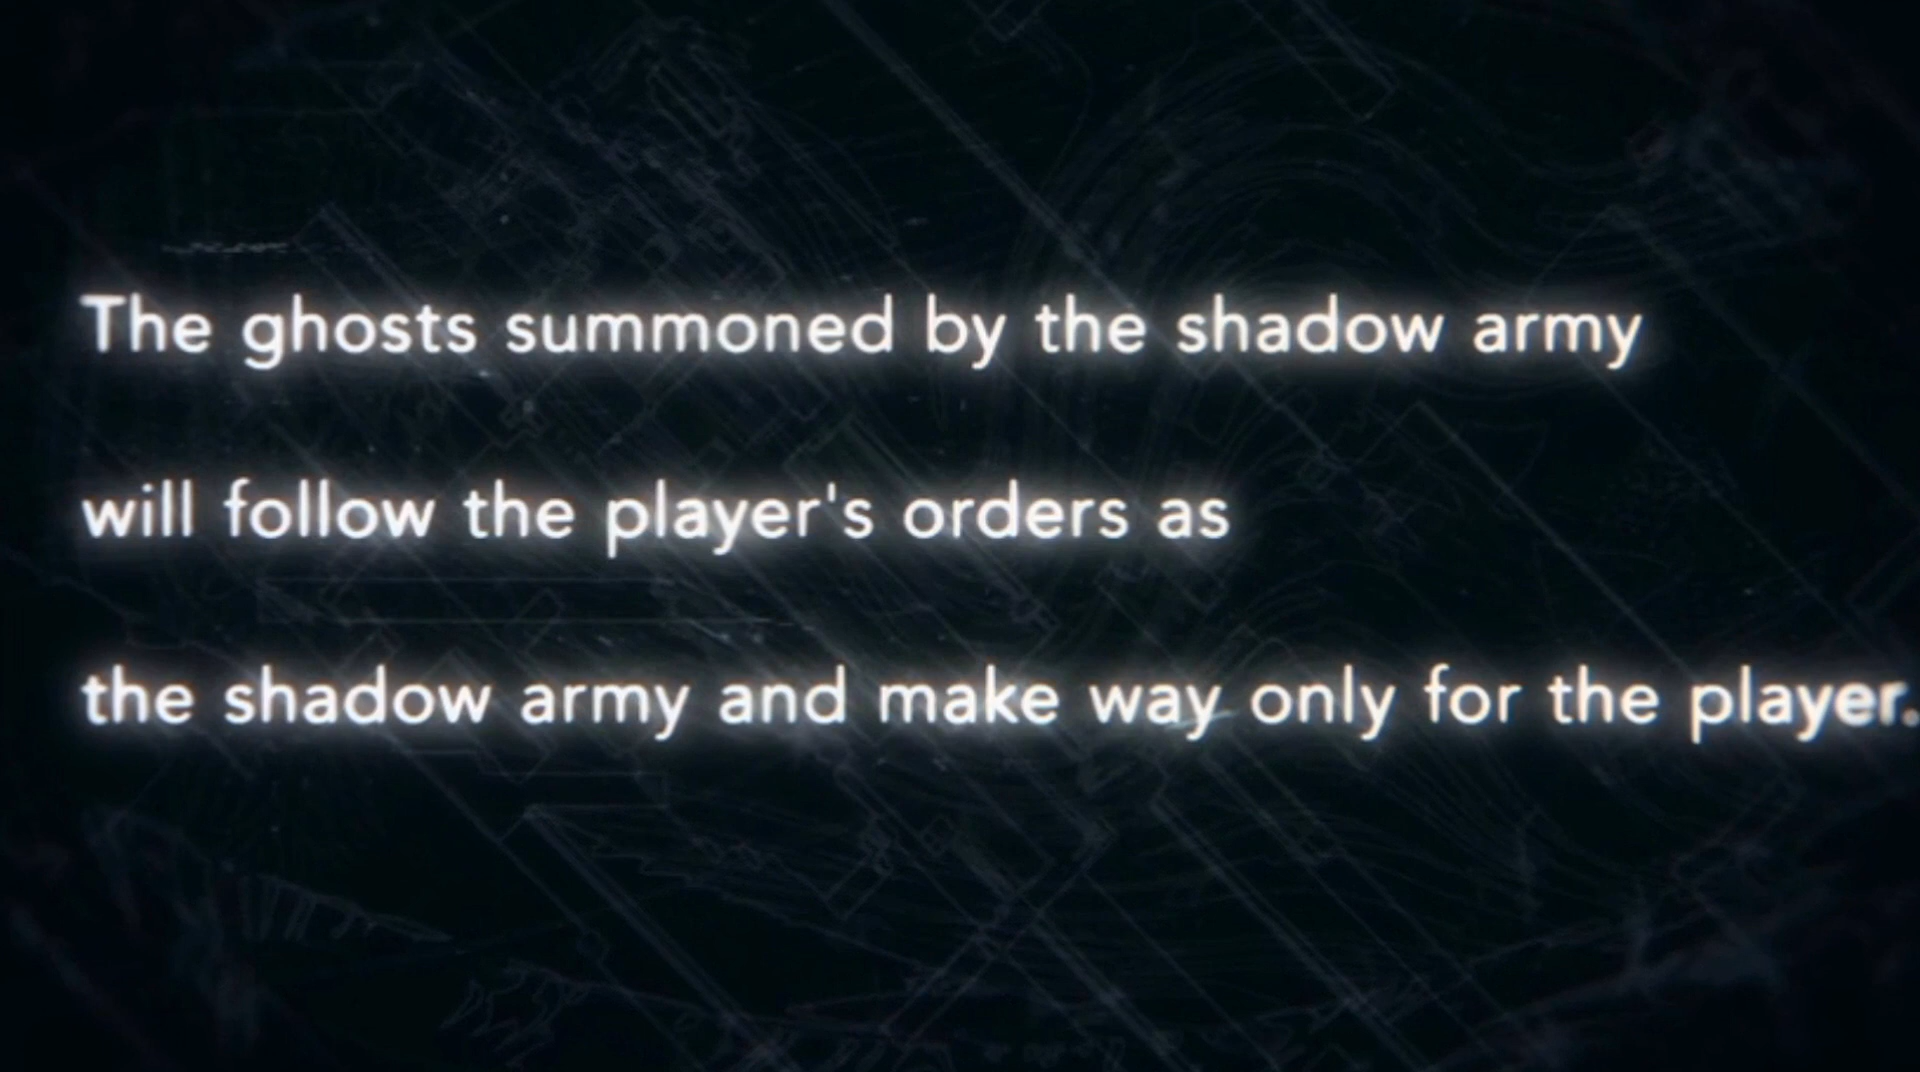 The ghosts summoned by the shadow army
will follow the player's orders as
the shadow army and make way only for the player.